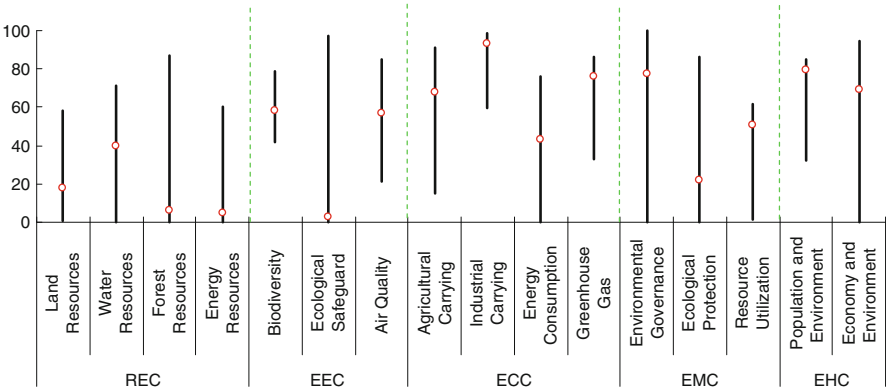 100
80
60
40
20
0
Land
Resources
Water
Resources
Forest
Resources
Energy
Resources
Biodiversity
Ecological
Safeguard
Air Quality
Agricultural
Carrying
Industrial
Carrying
Energy
Consumption
Greenhouse
Gas
Environmental
Governance
Ecological
Protection
Resource
Utilization
Population and
Environment
Economy and
Environment
REC
EEC
ECC
EMC
EHC